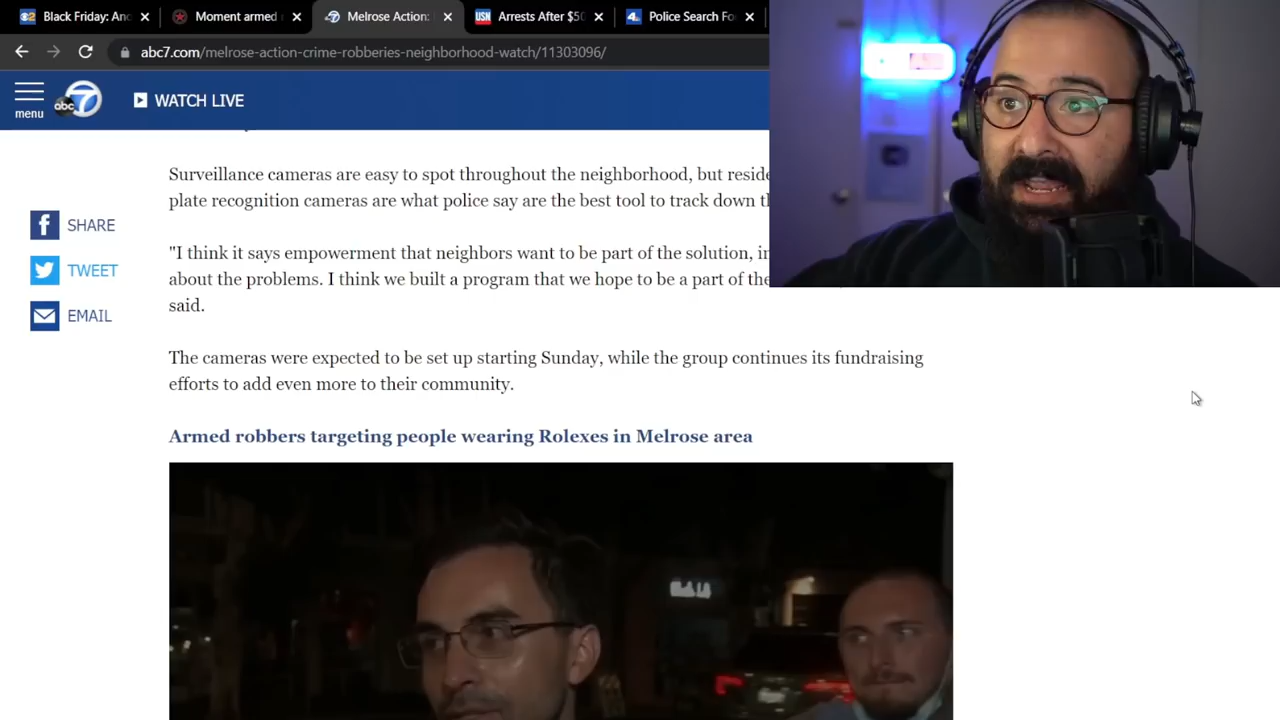 Black Friday: Anc
Moment armed r
Melrose Action:
Arrests After $50
Police Search Fo
abc7.com/melrose-action-crime-robberies-neighborhood-watch/11303096/
menu
abc 7
WATCH LIVE
Surveillance cameras are easy to spot throughout the neighborhood, but reside
plate recognition cameras are what police say are the best tool to track down th
SHARE
"I think it says empowerment that neighbors want to be part of the solution, in
TWEET
about the problems. I think we built a program that we hope to be a part of the
said.
EMAIL
The cameras were expected to be set up starting Sunday, while the group continues its fundraising
efforts to add even more to their community.
Armed robbers targeting people wearing Rolexes in Melrose area